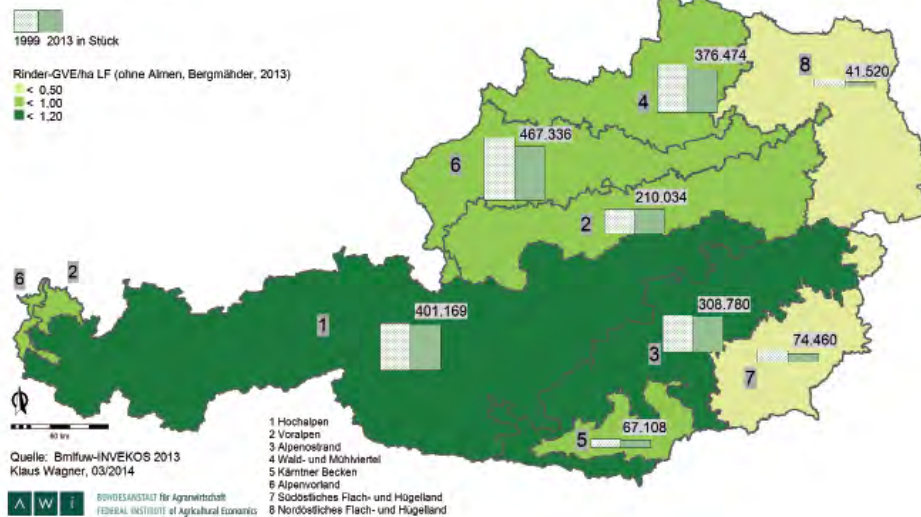 1999 2013 in Stück
Rinder-GVE/ha LF (ohne Almen, Bergmähder, 2013)
< 0,50
< 1,00
< 1,20
376.474
4
8
41.520
467.336
6
210.034
2
6
2
1
401.169
308.780
3
74.460
7
67.108
5
60 km
Quelle: Bmlfuw-INVEKOS 2013
Klaus Wagner, 03/2014
1 Hochalpen
2 Voralpen
3 Alpenostrand
4 Wald- und Mühlviertel
5 Kärntner Becken
6 Alpenvorland
7 Südöstliches Flach- und Hügelland
8 Nordöstliches Flach- und Hügelland
AWi
BUNDESANSTALT für Agrarwirtschaft
FEDERAL INSTITUTE of Agricultural Economics